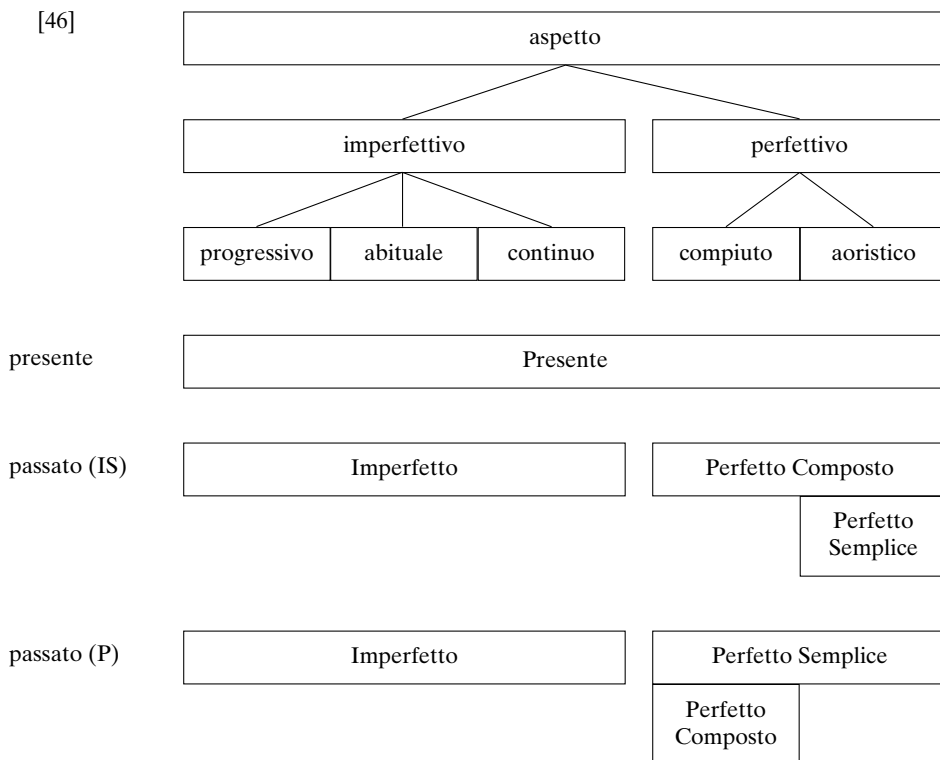 [46]
aspetto
imperfettivo perfettivo
progressivo abituale continuo compiuto aoristico
presente Presente
passato (IS) Imperfetto Perfetto Composto
Perfetto
Semplice
passato (P) Imperfetto Perfetto Semplice
Perfetto
Composto